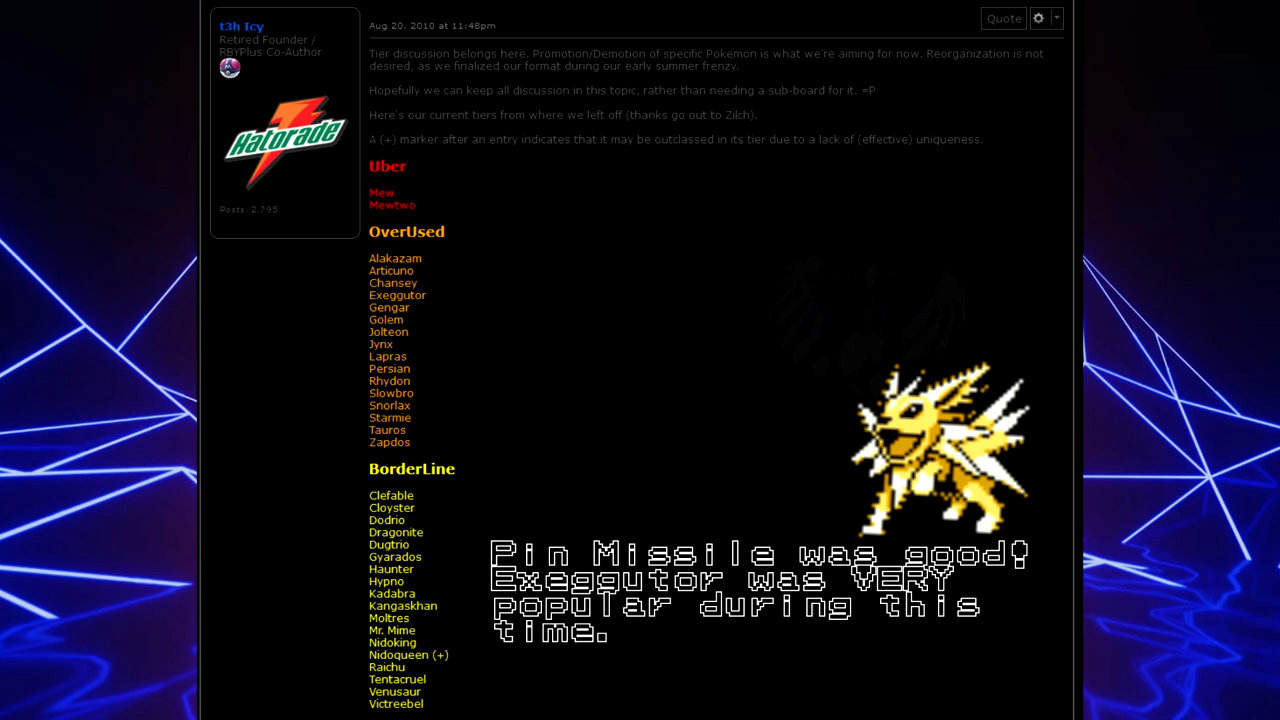 t3h Icy
Retired Founder /
RBYPlus Co-Author
Hatorade
Posts: 2,795
Aug 20, 2010 at 11:48pm
Quote
Tier discussion belongs here. Promotion/Demotion of specific Pokemon is what we're aiming for now. Reorganization is not
desired, as we finalized our format during our early summer frenzy.
Hopefully we can keep all discussion in this topic, rather than needing a sub-board for it. =P
Here's our current tiers from where we left off (thanks go out to Zilch).
A (+) marker after an entry indicates that it may be outclassed in its tier due to a lack of (effective) uniqueness.
Uber
Mew
Mewtwo
OverUsed
Alakazam
Articuno
Chansey
Exeggutor
Gengar
Golem
Jolteon
Jynx
Lapras
Persian
Rhydon
Slowbro
Snorlax
Starmie
Tauros
Zapdos
BorderLine
Clefable
Cloyster
Dodrio
Dragonite
Dugtrio
Gyarados
Haunter
Hypno
Kadabra
Kangaskhan
Moltres
Mr. Mime
Nidoking
Nidoqueen (+)
Raichu
Tentacruel
Venusaur
Victreebel
Pin Missile was good!
Exeggutor was VERY
popular during this
time.